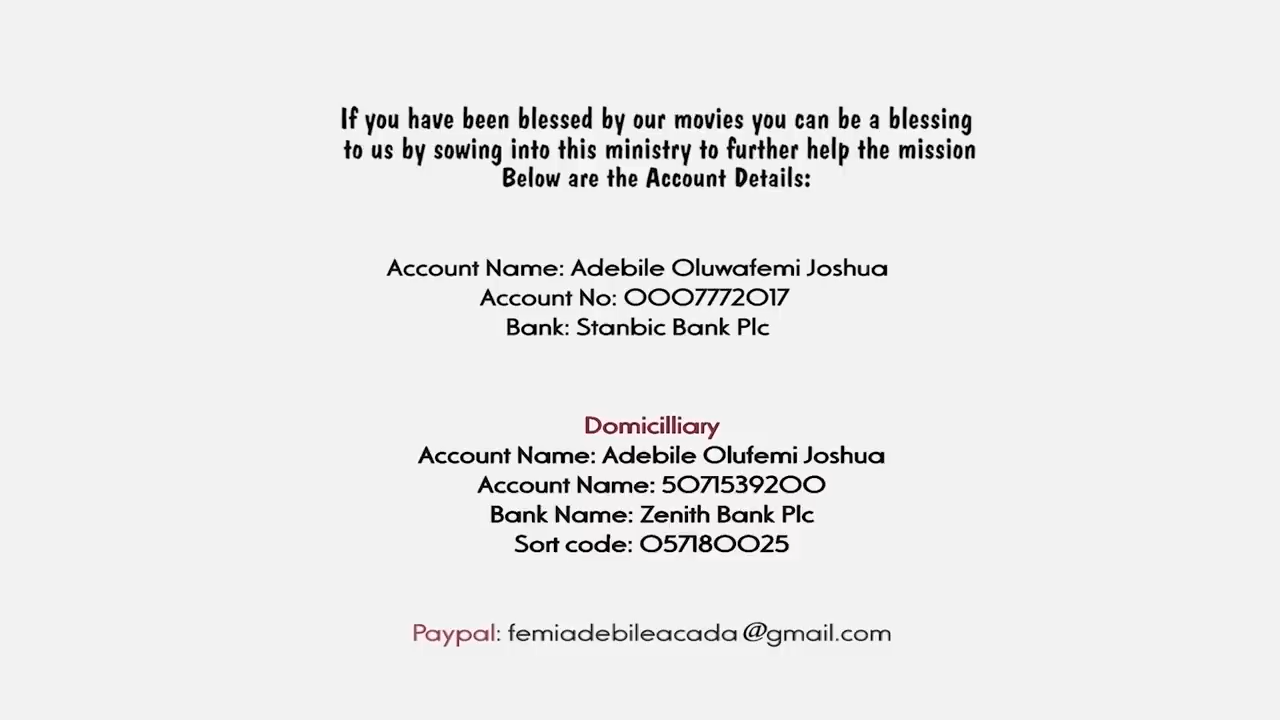 If you have been blessed by our movies you can be a blessing
to us by sowing into this ministry to further help the mission
Below are the Account Details:
Account Name: Adebile Oluwafemi Joshua
Account No: 0007772017
Bank: Stanbic Bank Plc
Domicilliary
Account Name: Adebile Olufemi Joshua
Account Name: 5071539200
Bank Name: Zenith Bank Plc
Sort code: 057180025
Paypal: femiadebileacada@gmail.com